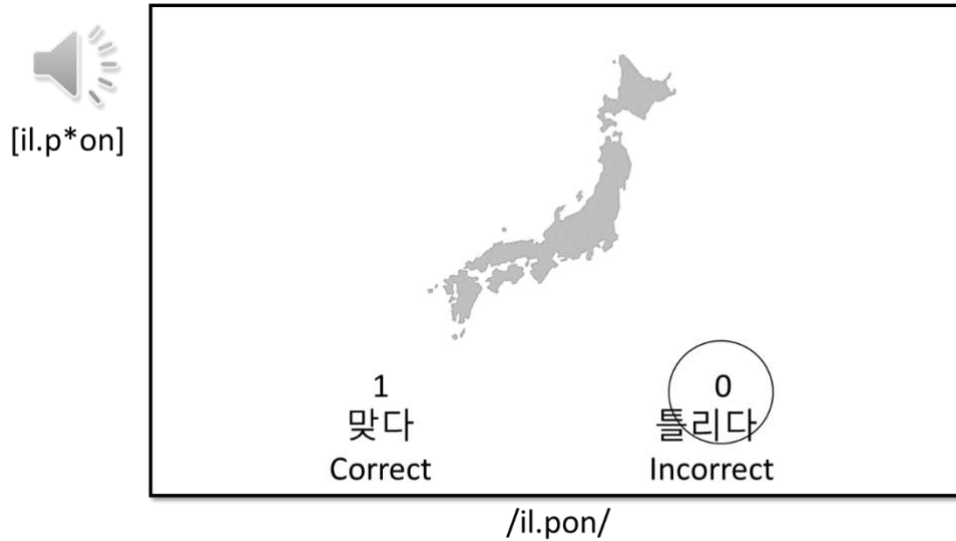 [il.p*on]
1 0
맞다 틀리다
Correct Incorrect
/il.pon/